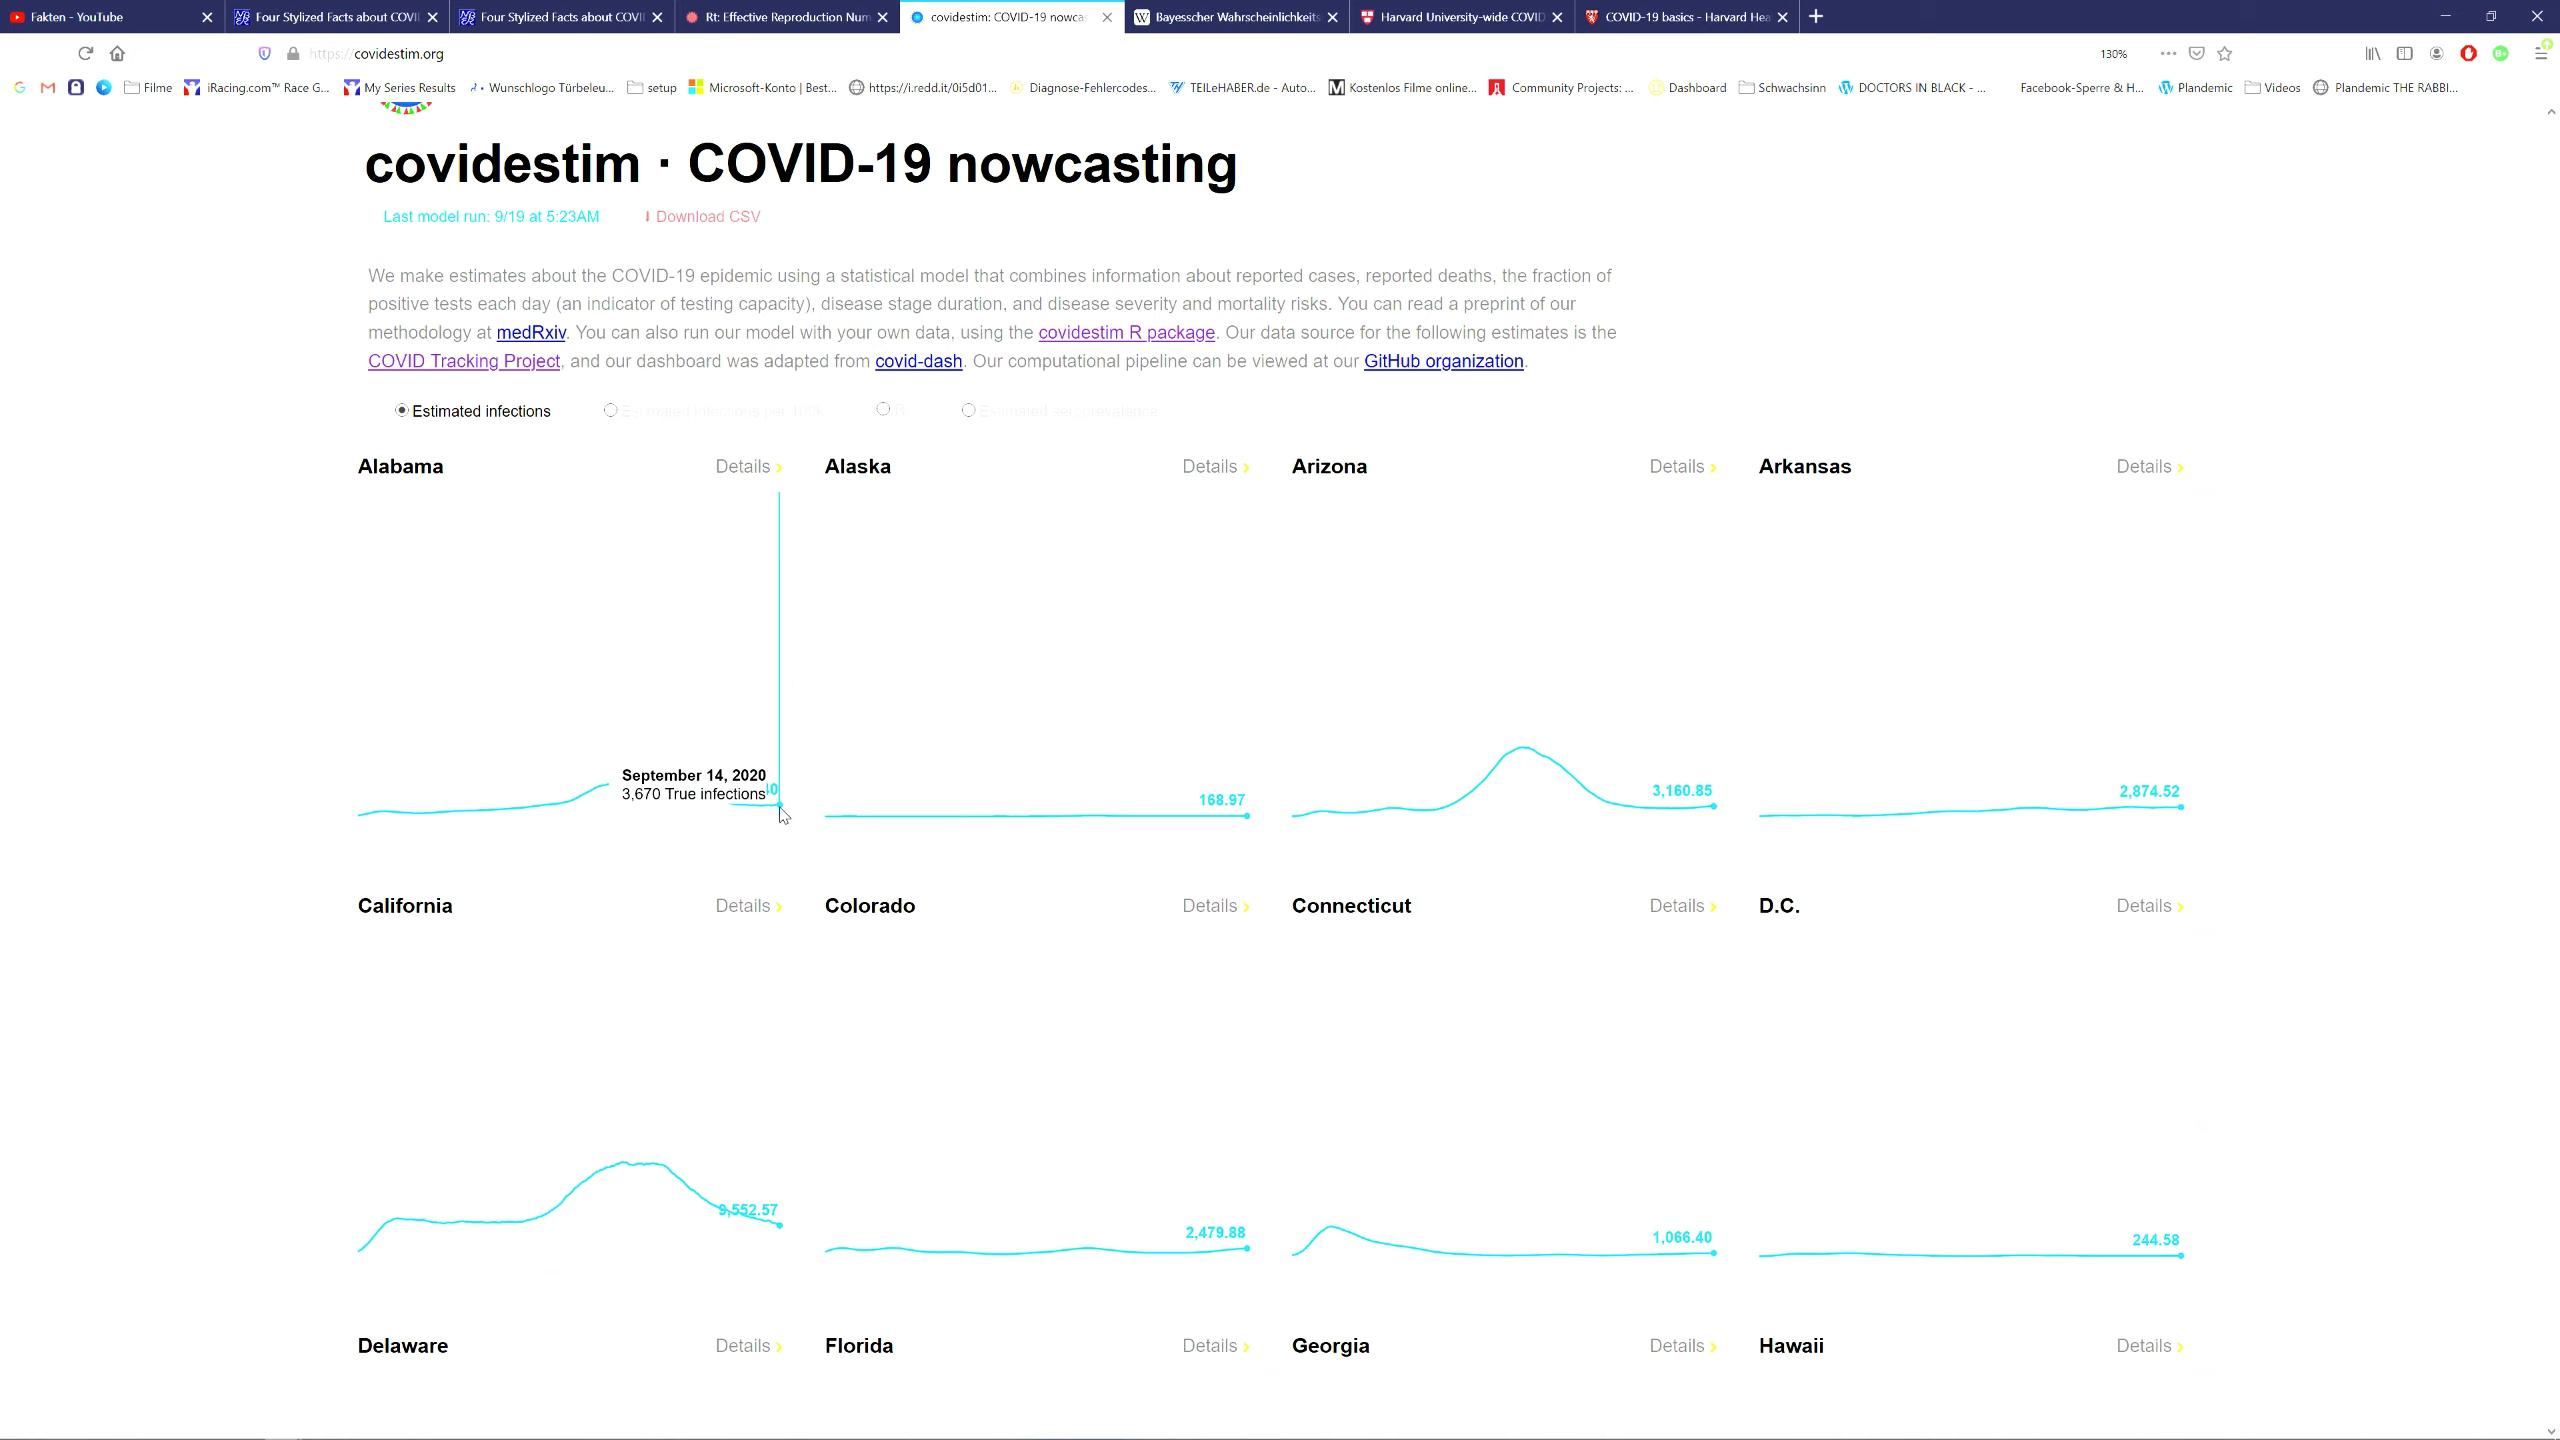 Fakten - YouTube
Four Stylized Facts about COVI
Four Stylized Facts about COVI
Rt: Effective Reproduction Num
covidestim: COVID-19 nowcas
Bayesscher Wahrscheinlichkeits
Harvard University-wide COVID
COVID-19 basics - Harvard Hea
https://covidestim.org
130%
Filme
iRacing.com™ Race G...
My Series Results
Wunschlogo Türbeleu...
setup
Microsoft-Konto | Best...
https://i.redd.it/0i5d01...
Diagnose-Fehlercodes...
TEILeHABER.de - Auto...
Kostenlos Filme online...
Community Projects: ...
Dashboard
Schwachsinn
DOCTORS IN BLACK - ...
Facebook-Sperre & H...
Plandemic
Videos
Plandemic THE RABBI...
covidestim · COVID-19 nowcasting
Last model run: 9/19 at 5:23AM
Download CSV
We make estimates about the COVID-19 epidemic using a statistical model that combines information about reported cases, reported deaths, the fraction of
positive tests each day (an indicator of testing capacity), disease stage duration, and disease severity and mortality risks. You can read a preprint of our
methodology at medRxiv. You can also run our model with your own data, using the covidestim R package. Our data source for the following estimates is the
COVID Tracking Project, and our dashboard was adapted from covid-dash. Our computational pipeline can be viewed at our GitHub organization.
Estimated infections
Estimated infections per 100k
Estimated seroprevalence
Alabama
Details ›
Alaska
Details ›
Arizona
Details ›
Arkansas
Details ›
September 14, 2020
3,670 True infections
168.97
3,160.85
2,874.52
California
Details ›
Colorado
Details ›
Connecticut
Details ›
D.C.
Details ›
9,552.57
2,479.88
1,066.40
244.58
Delaware
Details ›
Florida
Details ›
Georgia
Details ›
Hawaii
Details ›